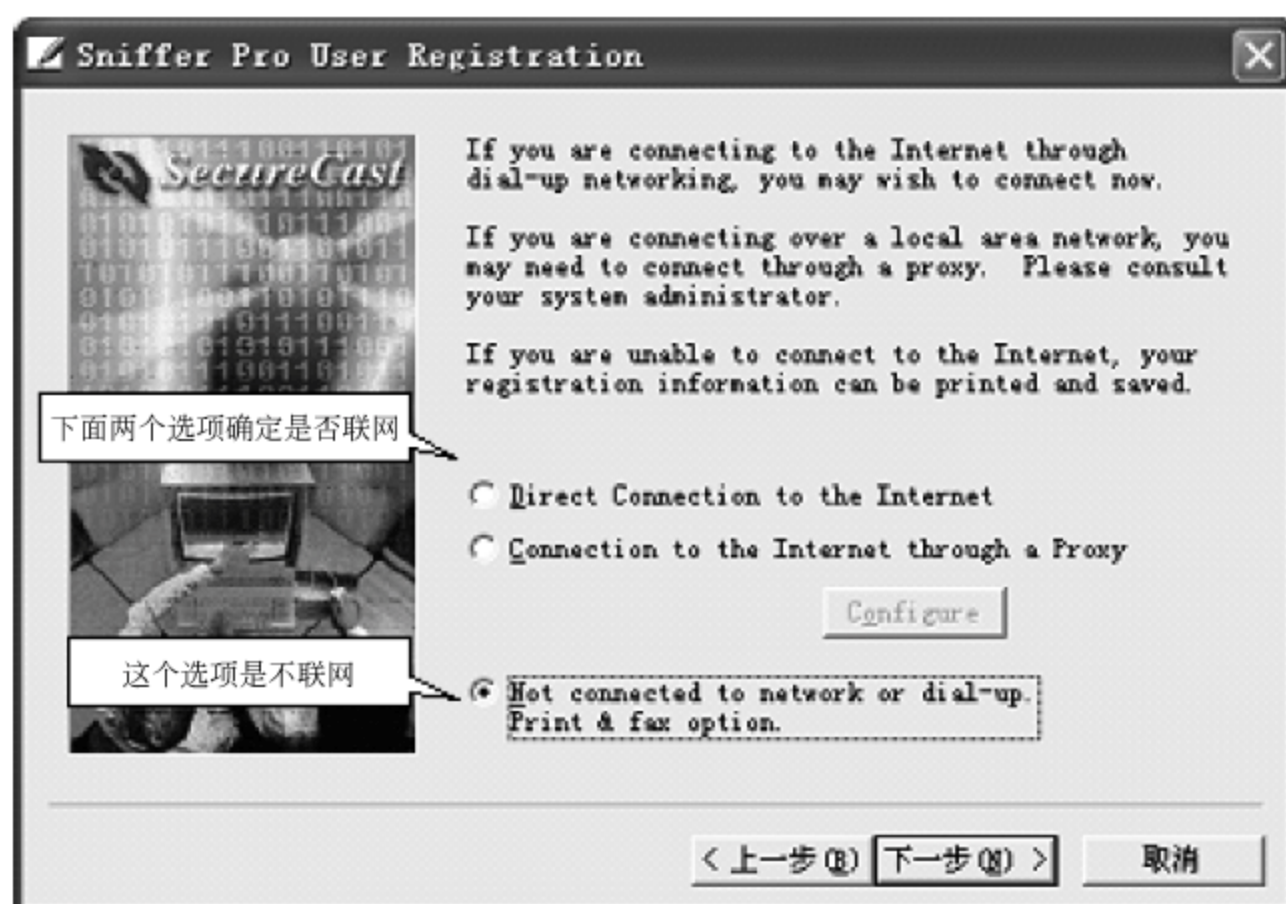 Sniffer Pro User Registration
SecureCast
If you are connecting to the Internet through
dial-up networking, you may wish to connect now.
If you are connecting over a local area network, you
may need to connect through a proxy. Please consult
your system administrator.
If you are unable to connect to the Internet, your
registration information can be printed and saved.
下面两个选项确定是否联网
Direct Connection to the Internet
Connection to the Internet through a Proxy
Configure
这个选项是不联网
Not connected to network or dial-up.
Print & fax option.
< 上一步(B)
下一步(N) >
取消